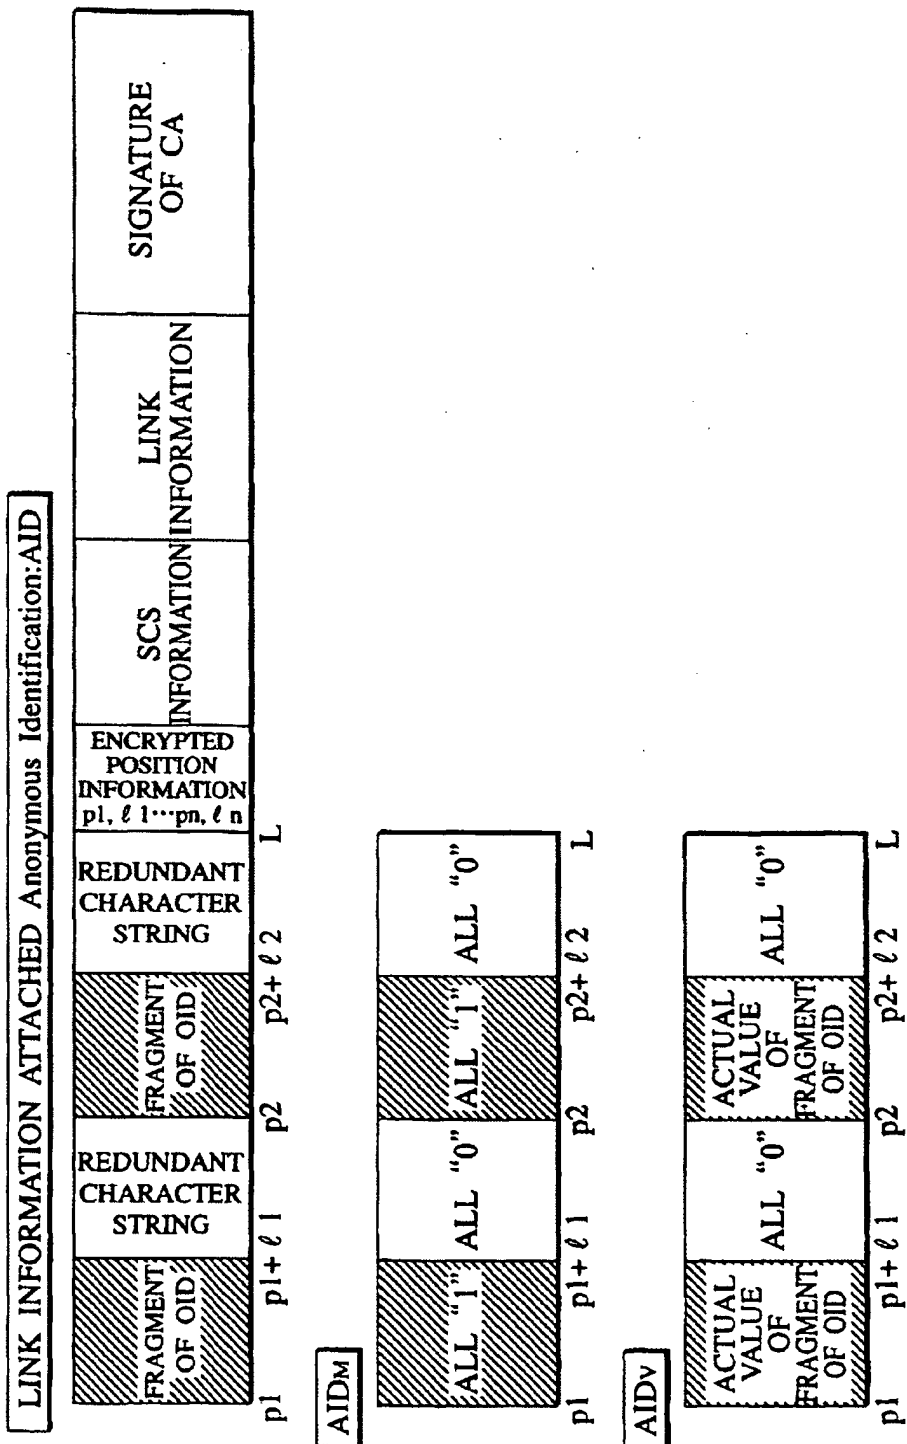 LINK INFORMATION ATTACHED Anonymous Identification:AID
FRAGMENT
OF OID
REDUNDANT
CHARACTER
STRING
FRAGMENT
OF OID
REDUNDANT
CHARACTER
STRING
ENCRYPTED
POSITION
INFORMATION
p1, ℓ 1···pn, ℓ n
SCS
INFORMATION
LINK
INFORMATION
SIGNATURE
OF CA
p1
p1+ ℓ 1
p2
p2+ ℓ 2
L
AIDM
ALL “1”
ALL “0”
ALL “1”
ALL “0”
p1
p1+ ℓ 1
p2
p2+ ℓ 2
L
AIDV
ACTUAL
VALUE
OF
FRAGMENT
OF OID
ALL “0”
ACTUAL
VALUE
OF
FRAGMENT
OF OID
ALL “0”
p1
p1+ ℓ 1
p2
p2+ ℓ 2
L